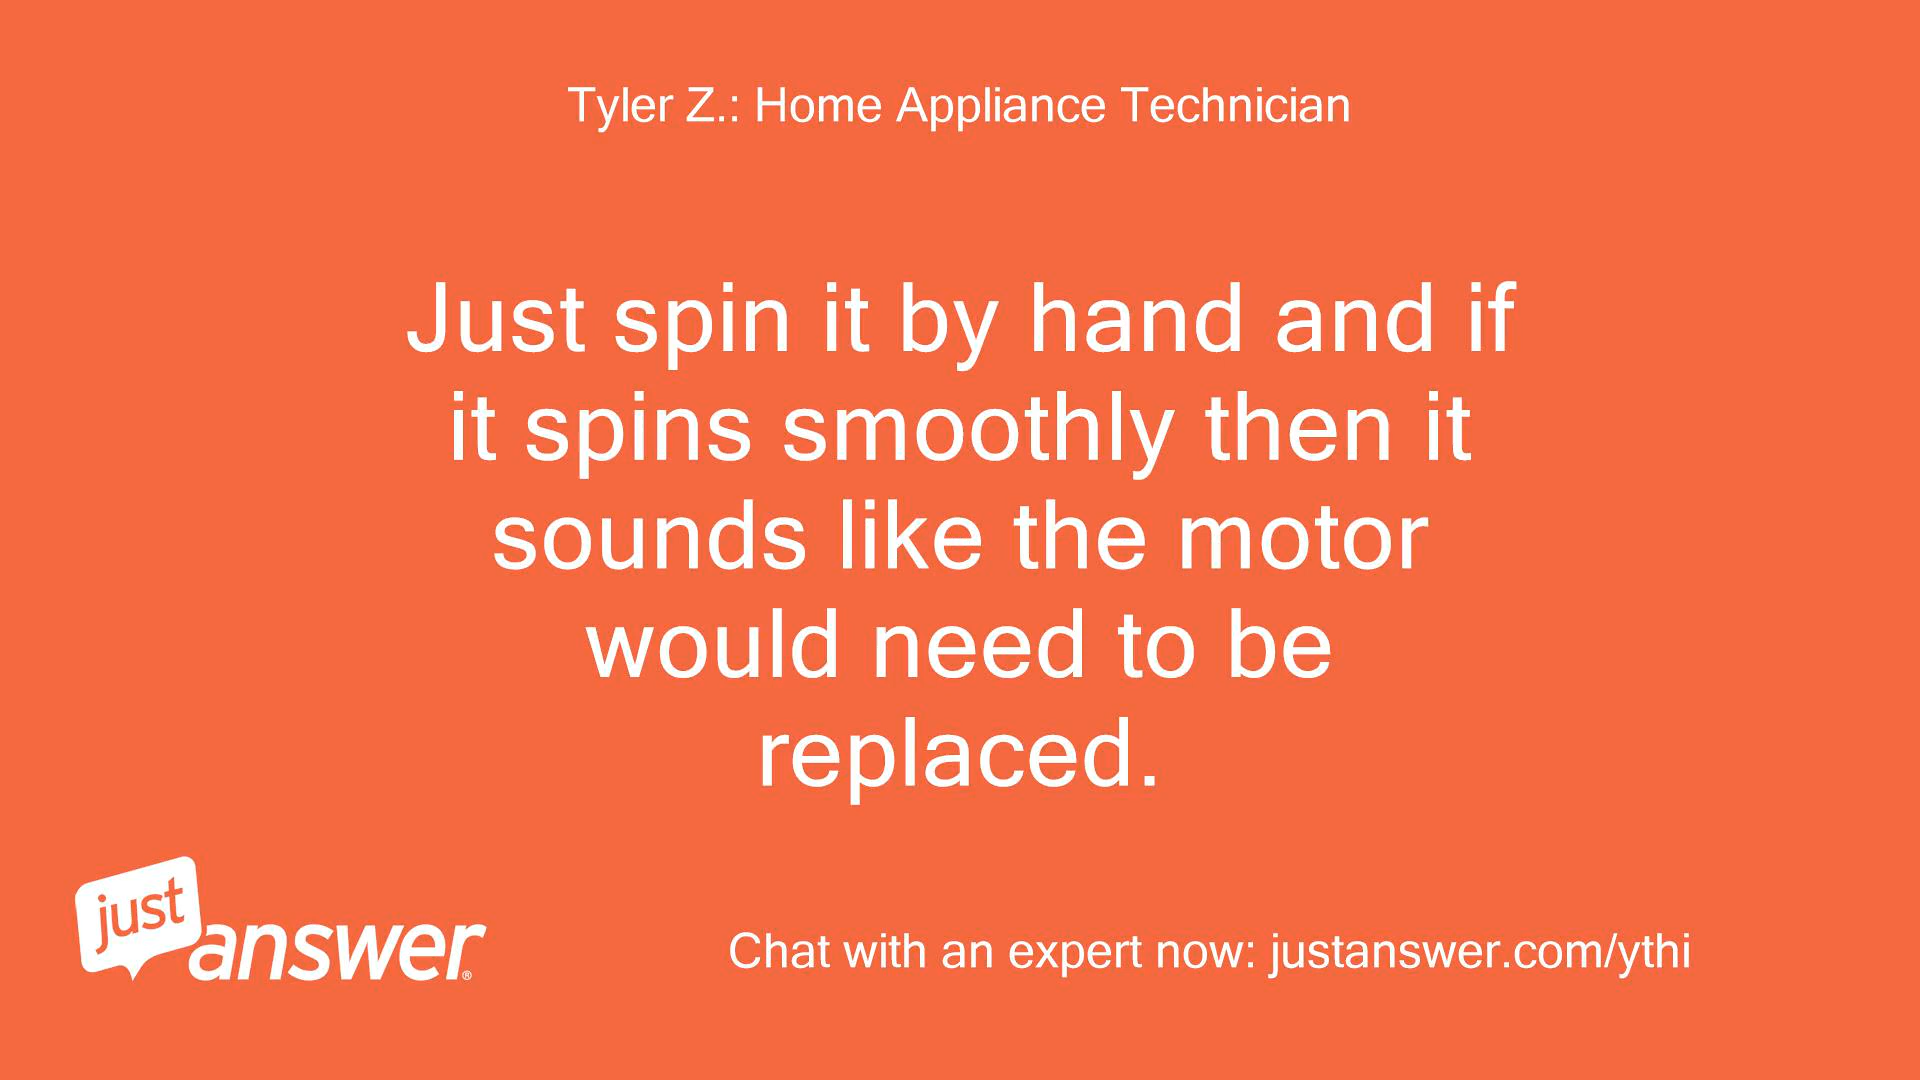 Tyler Z.: Home Appliance Technician
Just spin it by hand and if
it spins smoothly then it
sounds like the motor
would need to be
replaced.
just
answer®
Chat with an expert now: justanswer.com/ythi